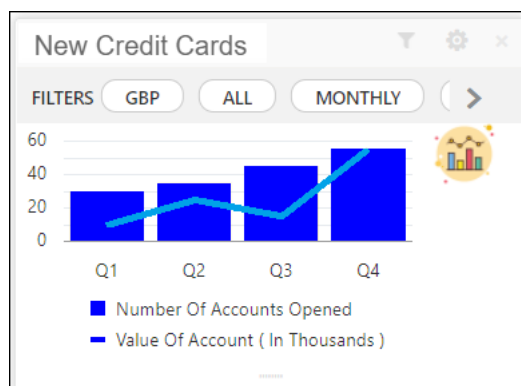 New Credit Cards
FILTERS GBP ALL MONTHLY
60
40
20
0
Q1 Q2 Q3 Q4
Number Of Accounts Opened
Value Of Account ( In Thousands )